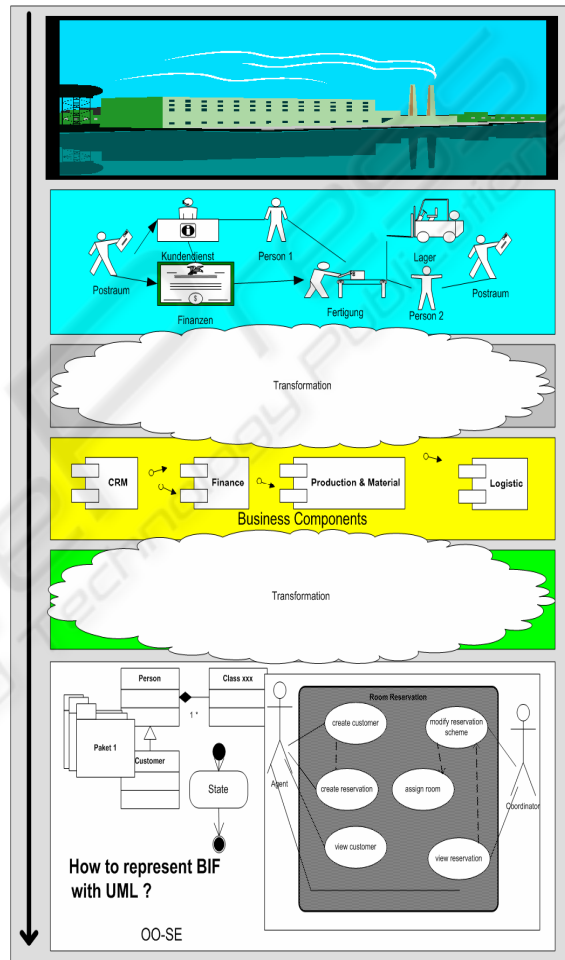 Kundendienst
Person 1
Lager
Postraum
Finanzen
$
Fertigung
Person 2
Postraum
Transformation
CRM
Finance
Production & Material
Logistic
Business Components
Transformation
Person
Class xxx
1 *
Paket 1
Customer
State
Room Reservation
create customer
modify reservation
scheme
Agent
create reservation
assign room
Coordinator
view customer
view reservation
How to represent BIF
with UML ?
OO-SE